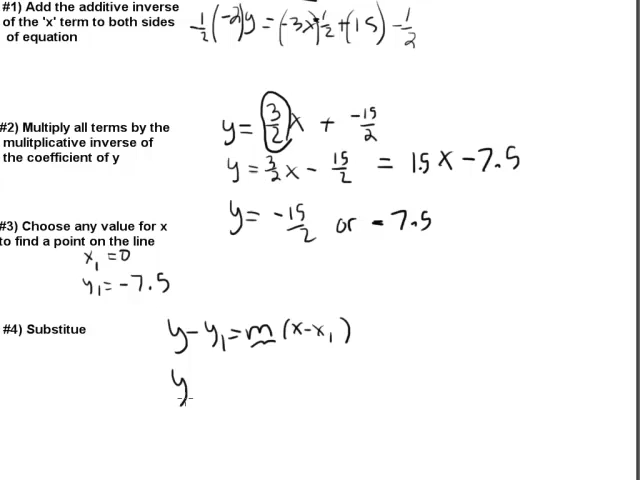 #1) Add the additive inverse
of the 'x' term to both sides
of equation
-1/2 (-2)y = (-3x)-1/2 + (15) -1/2
#2) Multiply all terms by the
mulitplicative inverse of
the coefficient of y
y = 3/2 x + -15/2
y = 3/2 x - 15/2 = 1.5x - 7.5
y = -15/2 or -7.5
#3) Choose any value for x
to find a point on the line
x₁ = 0
y₁ = -7.5
#4) Substitue
y - y₁ = m (x - x₁)
y